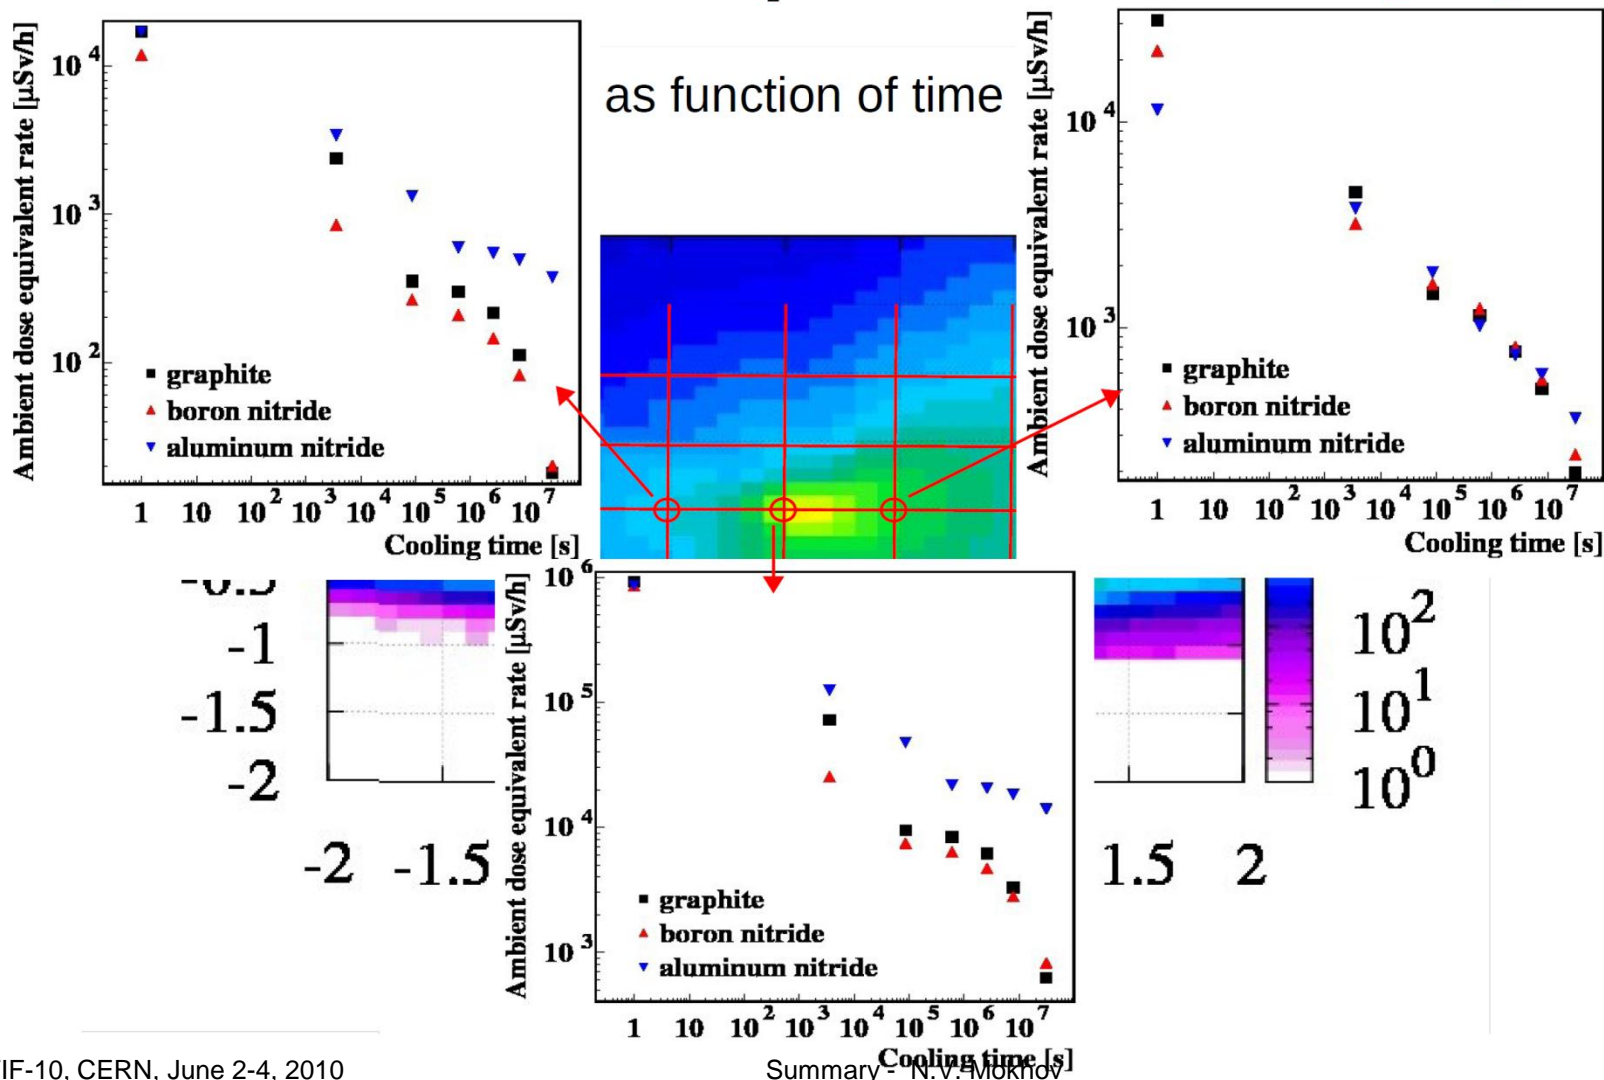 as function of time
Ambient dose equivalent rate [μSv/h]
10^4
10^3
10^2
graphite
boron nitride
aluminum nitride
1 10 10^2 10^3 10^4 10^5 10^6 10^7
Cooling time [s]
Ambient dose equivalent rate [μSv/h]
10^4
10^3
graphite
boron nitride
aluminum nitride
1 10 10^2 10^3 10^4 10^5 10^6 10^7
Cooling time [s]
-1
-1.5
-2
-2 -1.5
Ambient dose equivalent rate [μSv/h]
10^6
10^5
10^4
10^3
graphite
boron nitride
aluminum nitride
1 10 10^2 10^3 10^4 10^5 10^6 10^7
Cooling time [s]
1.5 2
10^2
10^1
10^0
IF-10, CERN, June 2-4, 2010
Summary - N.V. Mokhov